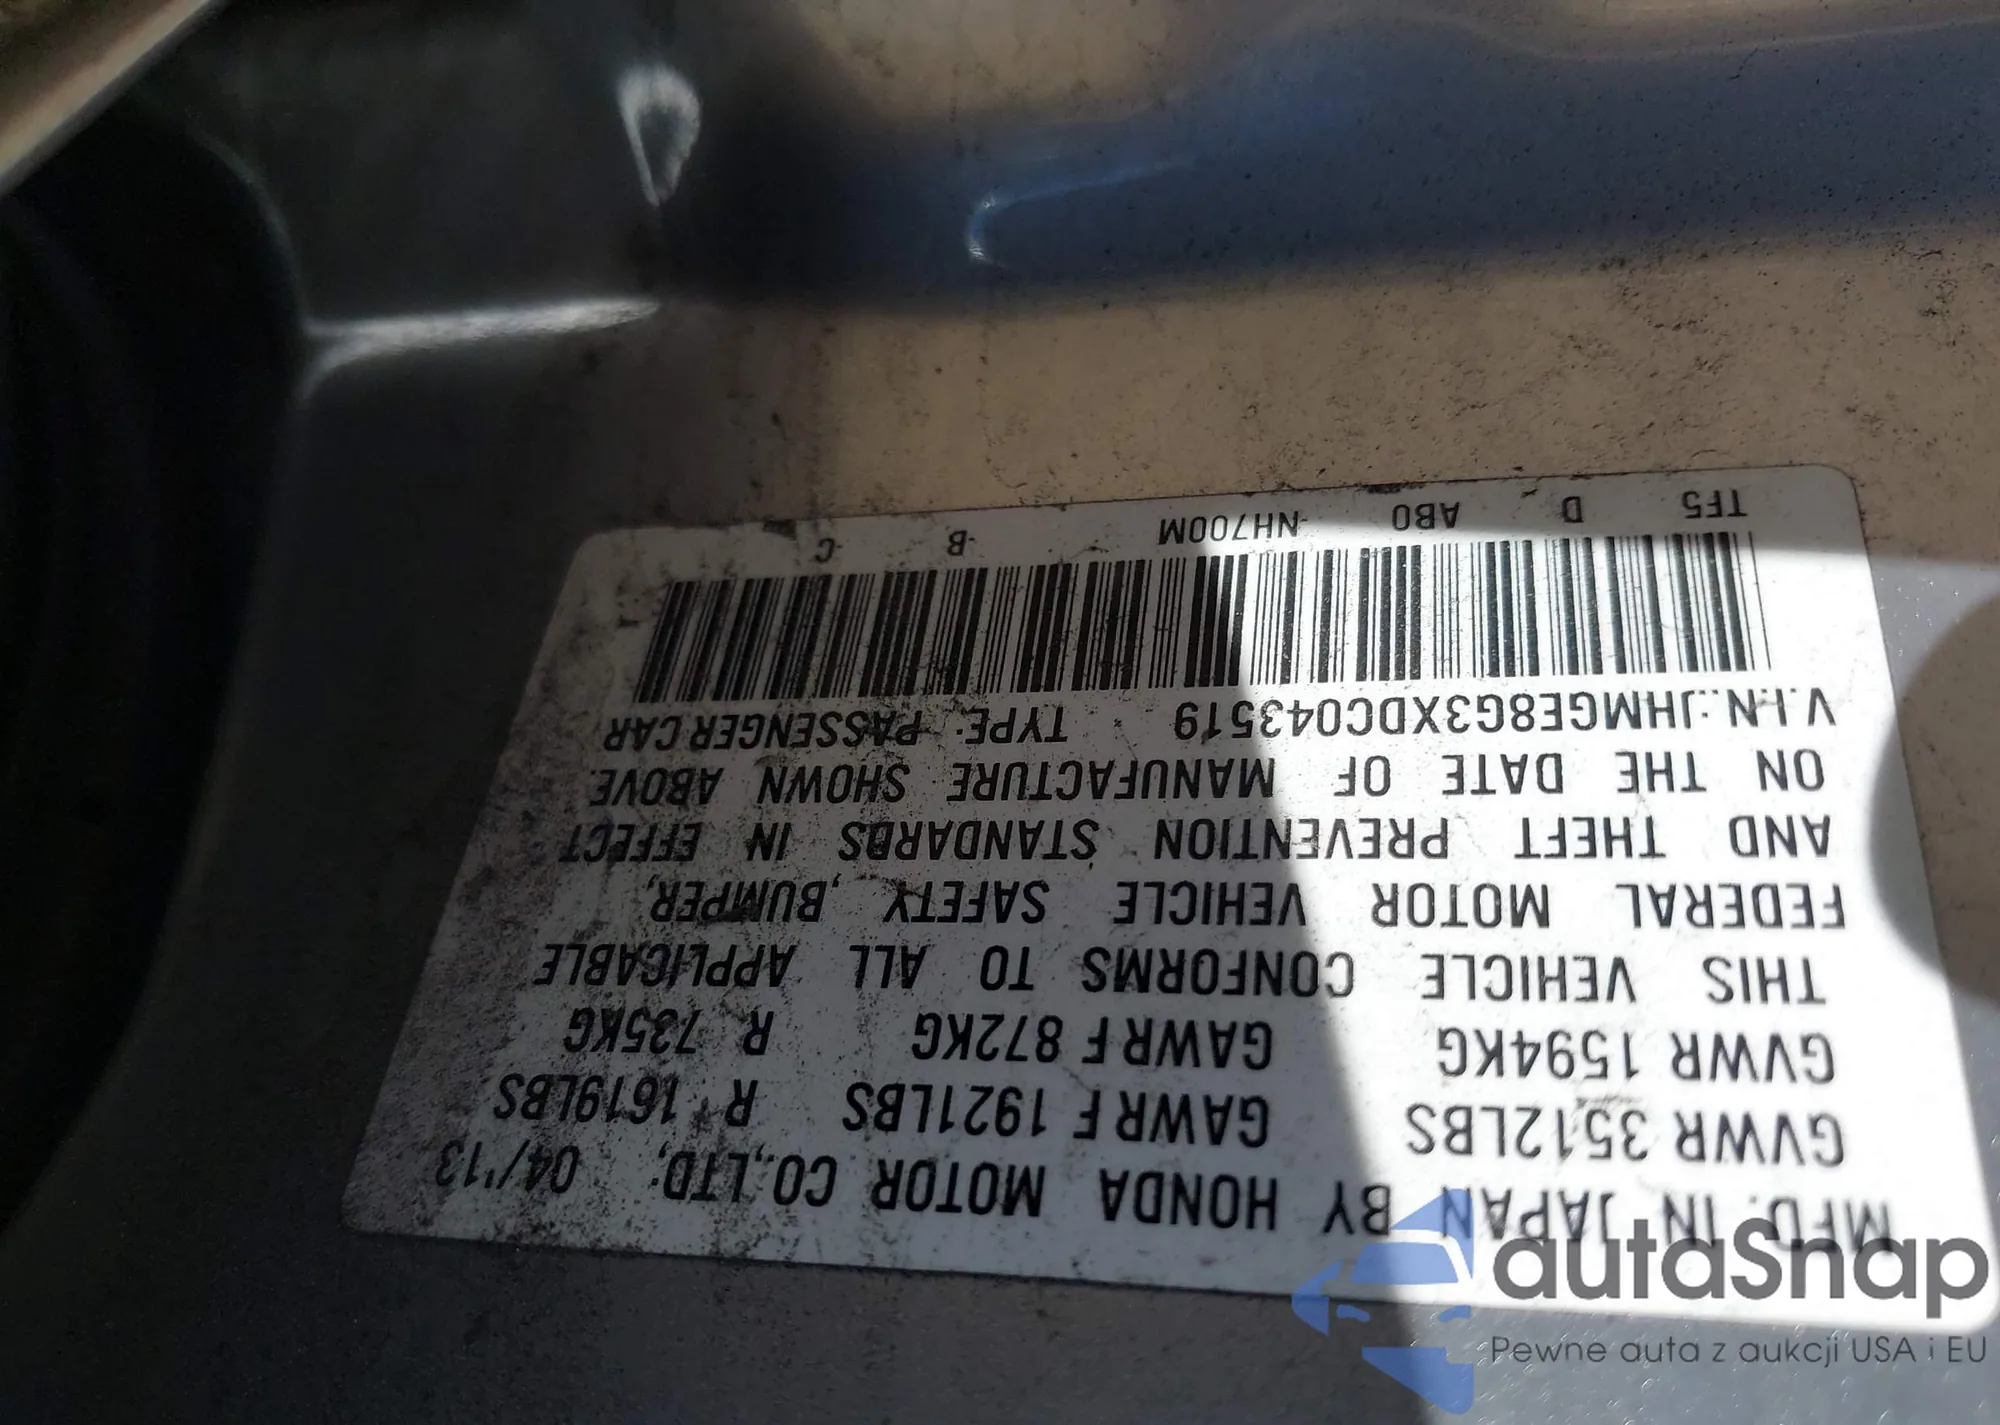 MFD. IN JAPAN BY HONDA MOTOR CO.,LTD. 04/'13
GVWR 3512LBS GAWR F 1921LBS R 1619LBS
GVWR 1594KG GAWR F 872KG R 735KG
THIS VEHICLE CONFORMS TO ALL APPLICABLE
FEDERAL MOTOR VEHICLE SAFETY, BUMPER,
AND THEFT PREVENTION STANDARDS IN EFFECT
ON THE DATE OF MANUFACTURE SHOWN ABOVE.
V.I.N.:JHMGE8G3XDC043519 TYPE: PASSENGER CAR
TF5 D AB0 -NH700M -B -C
autaSnap
Pewne auta z aukcji USA i EU